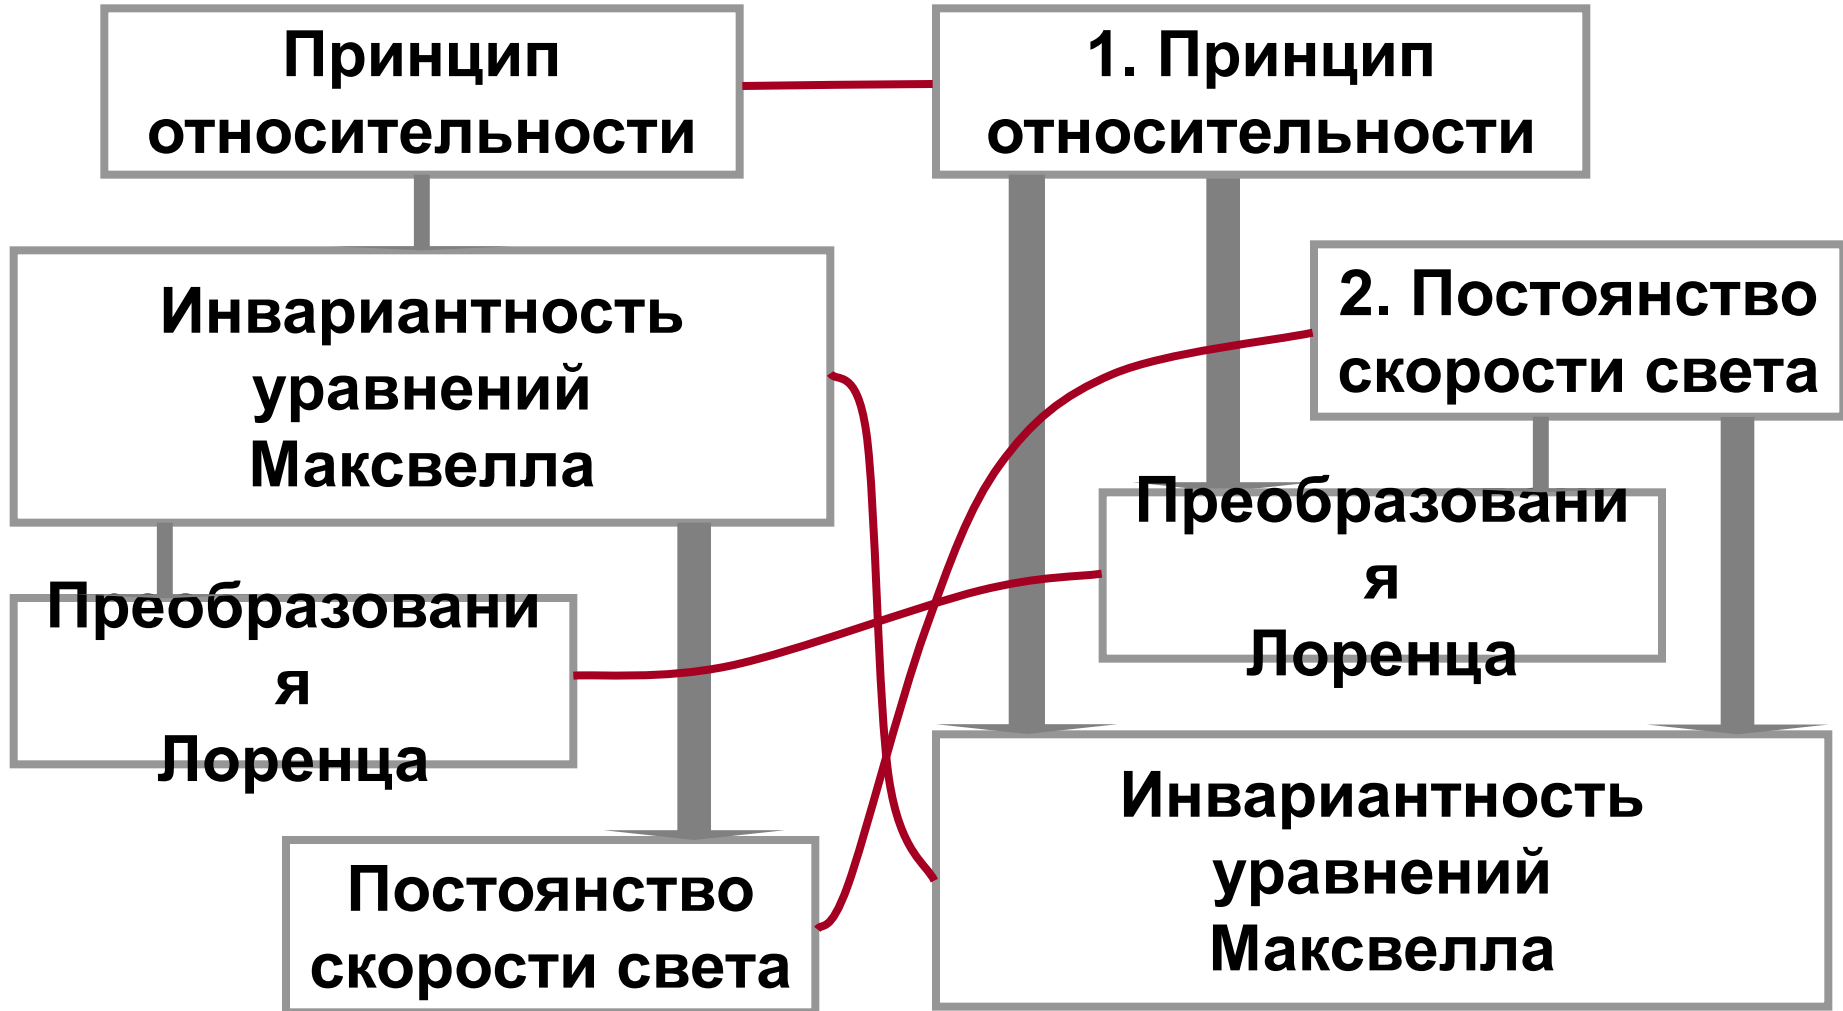 Принцип
относительности
Инвариантность
уравнений
Максвелла
Преобразовани
я
Лоренца
Постоянство
скорости света
1. Принцип
относительности
2. Постоянство
скорости света
Преобразовани
я
Лоренца
Инвариантность
уравнений
Максвелла